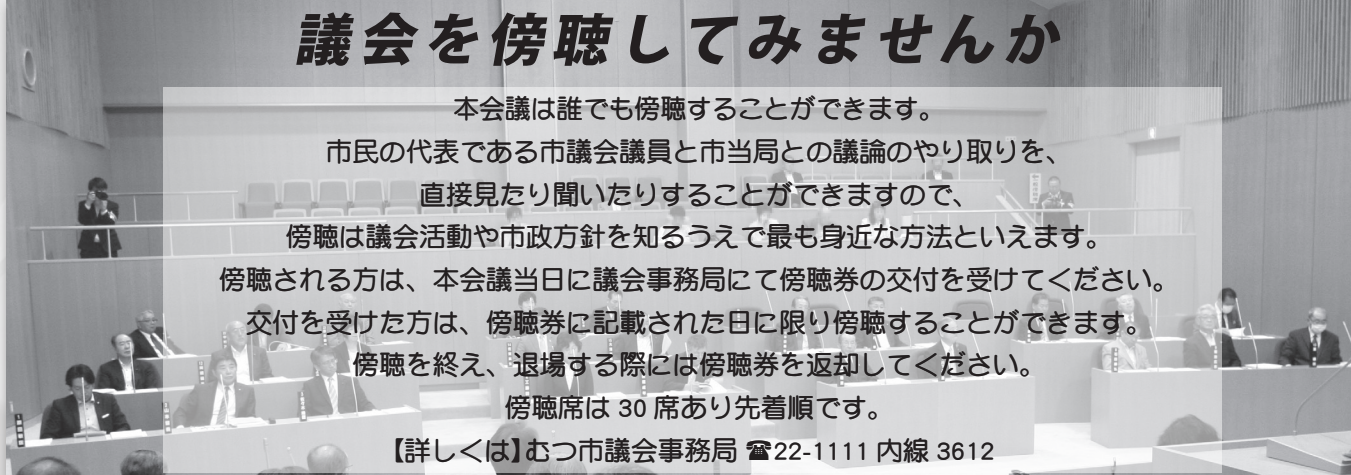 議会を傍聴してみませんか
本会議は誰でも傍聴することができます。
市民の代表である市議会議員と市当局との議論のやり取りを、
直接見たり聞いたりすることができますので、
傍聴は議会活動や市政方針を知るうえで最も身近な方法といえます。
傍聴される方は、本会議当日に議会事務局にて傍聴券の交付を受けてください。
交付を受けた方は、傍聴券に記載された日に限り傍聴することができます。
傍聴を終え、退場する際には傍聴券を返却してください。
傍聴席は 30 席あり先着順です。
【詳しくは】むつ市議会事務局 ☎22-1111 内線 3612